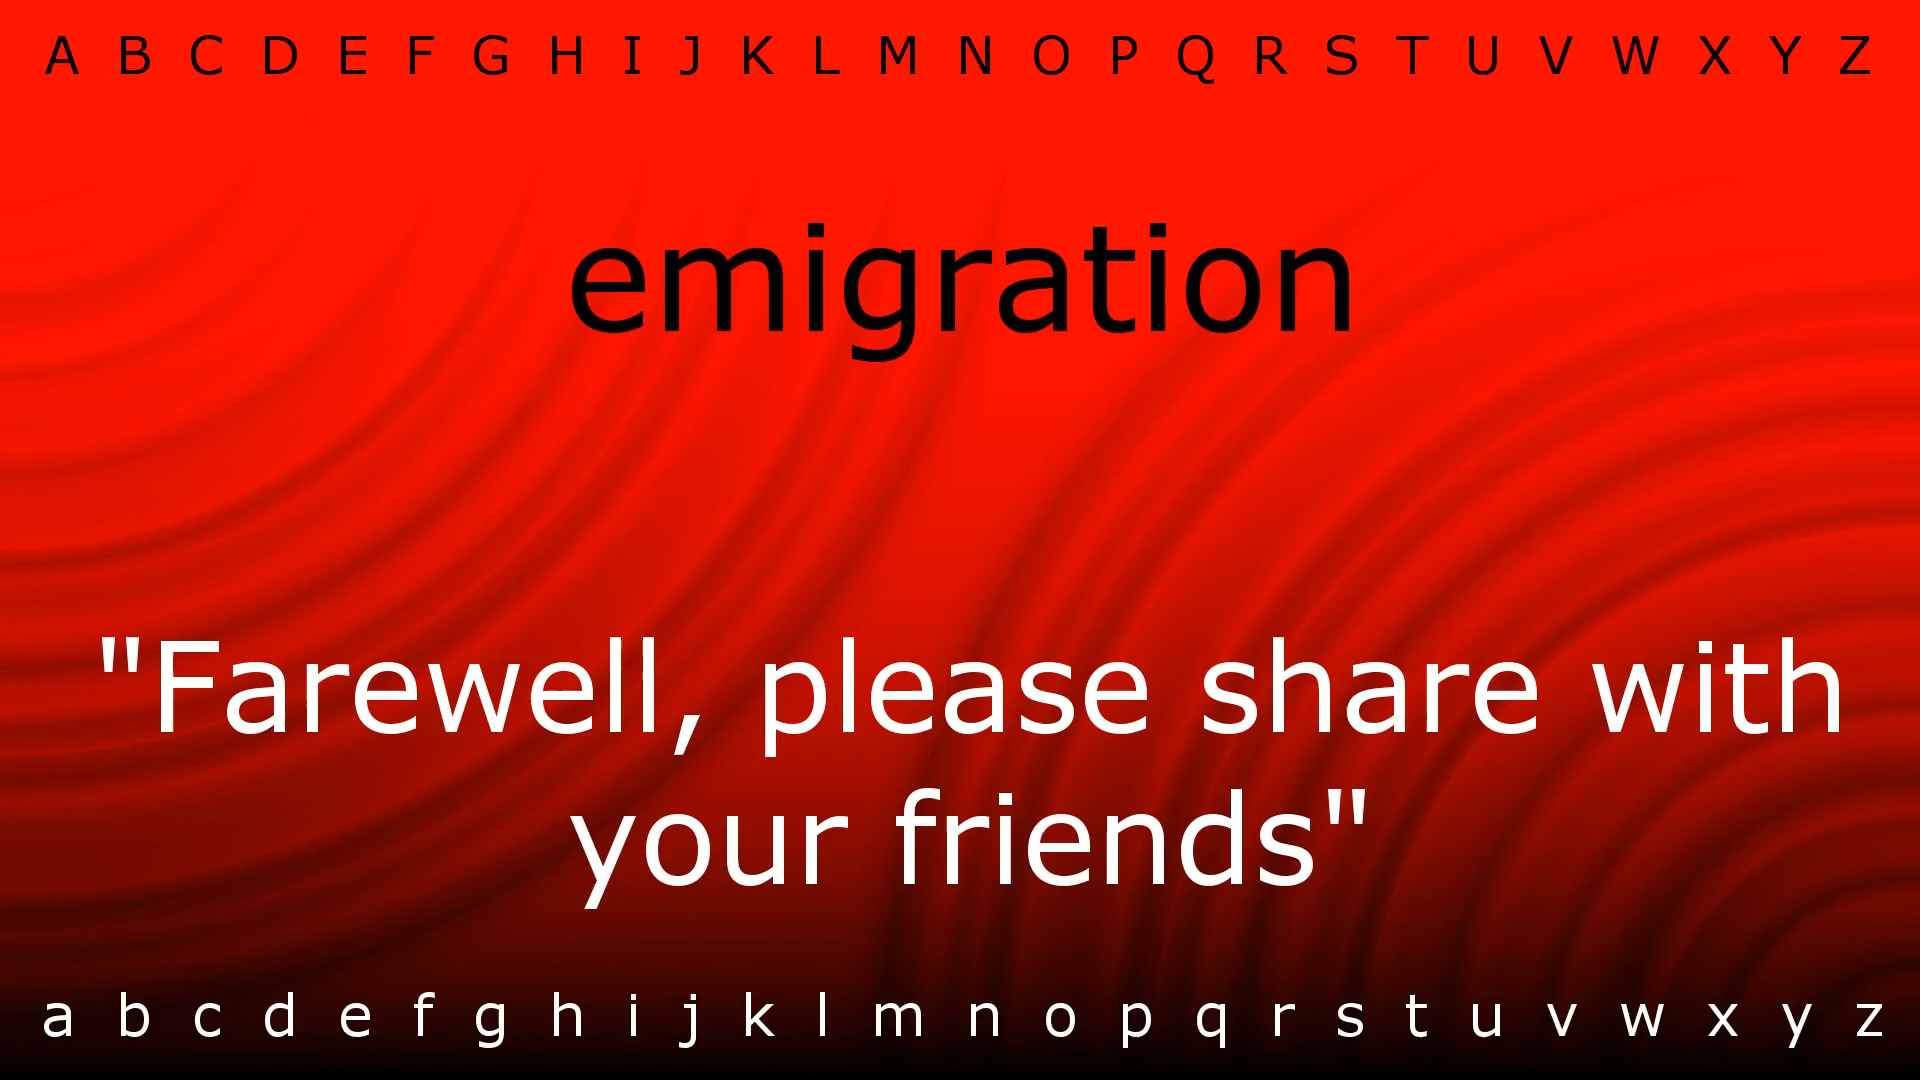 A B C D E F G H I J K L M N O P Q R S T U V W X Y Z
emigration
"Farewell, please share with
your friends"
a b c d e f g h i j k l m n o p q r s t u v w x y z